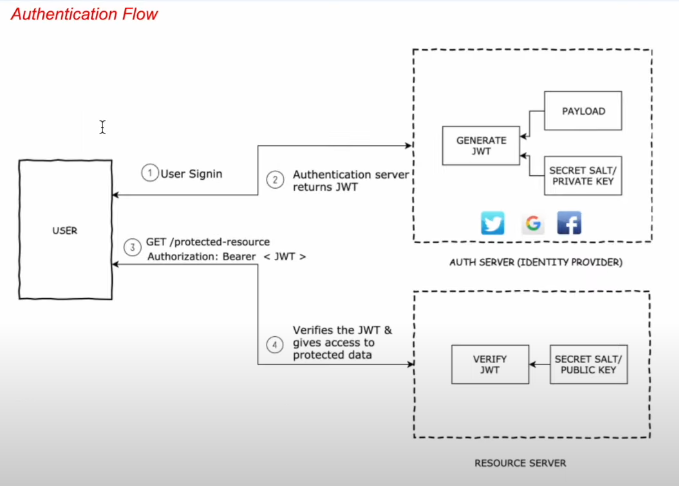 Authentication Flow
USER
1 User Signin
2 Authentication server
returns JWT
3 GET /protected-resource
Authorization: Bearer < JWT >
4 Verifies the JWT &
gives access to
protected data
GENERATE
JWT
PAYLOAD
SECRET SALT/
PRIVATE KEY
AUTH SERVER (IDENTITY PROVIDER)
VERIFY
JWT
SECRET SALT/
PUBLIC KEY
RESOURCE SERVER